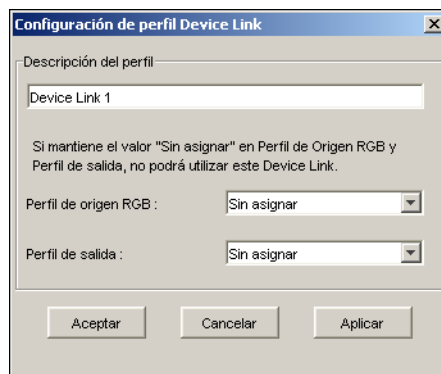 Configuración de perfil Device Link
Descripción del perfil
Device Link 1
Si mantiene el valor "Sin asignar" en Perfil de Origen RGB y
Perfil de salida, no podrá utilizar este Device Link.
Perfil de origen RGB : Sin asignar
Perfil de salida : Sin asignar
Aceptar Cancelar Aplicar